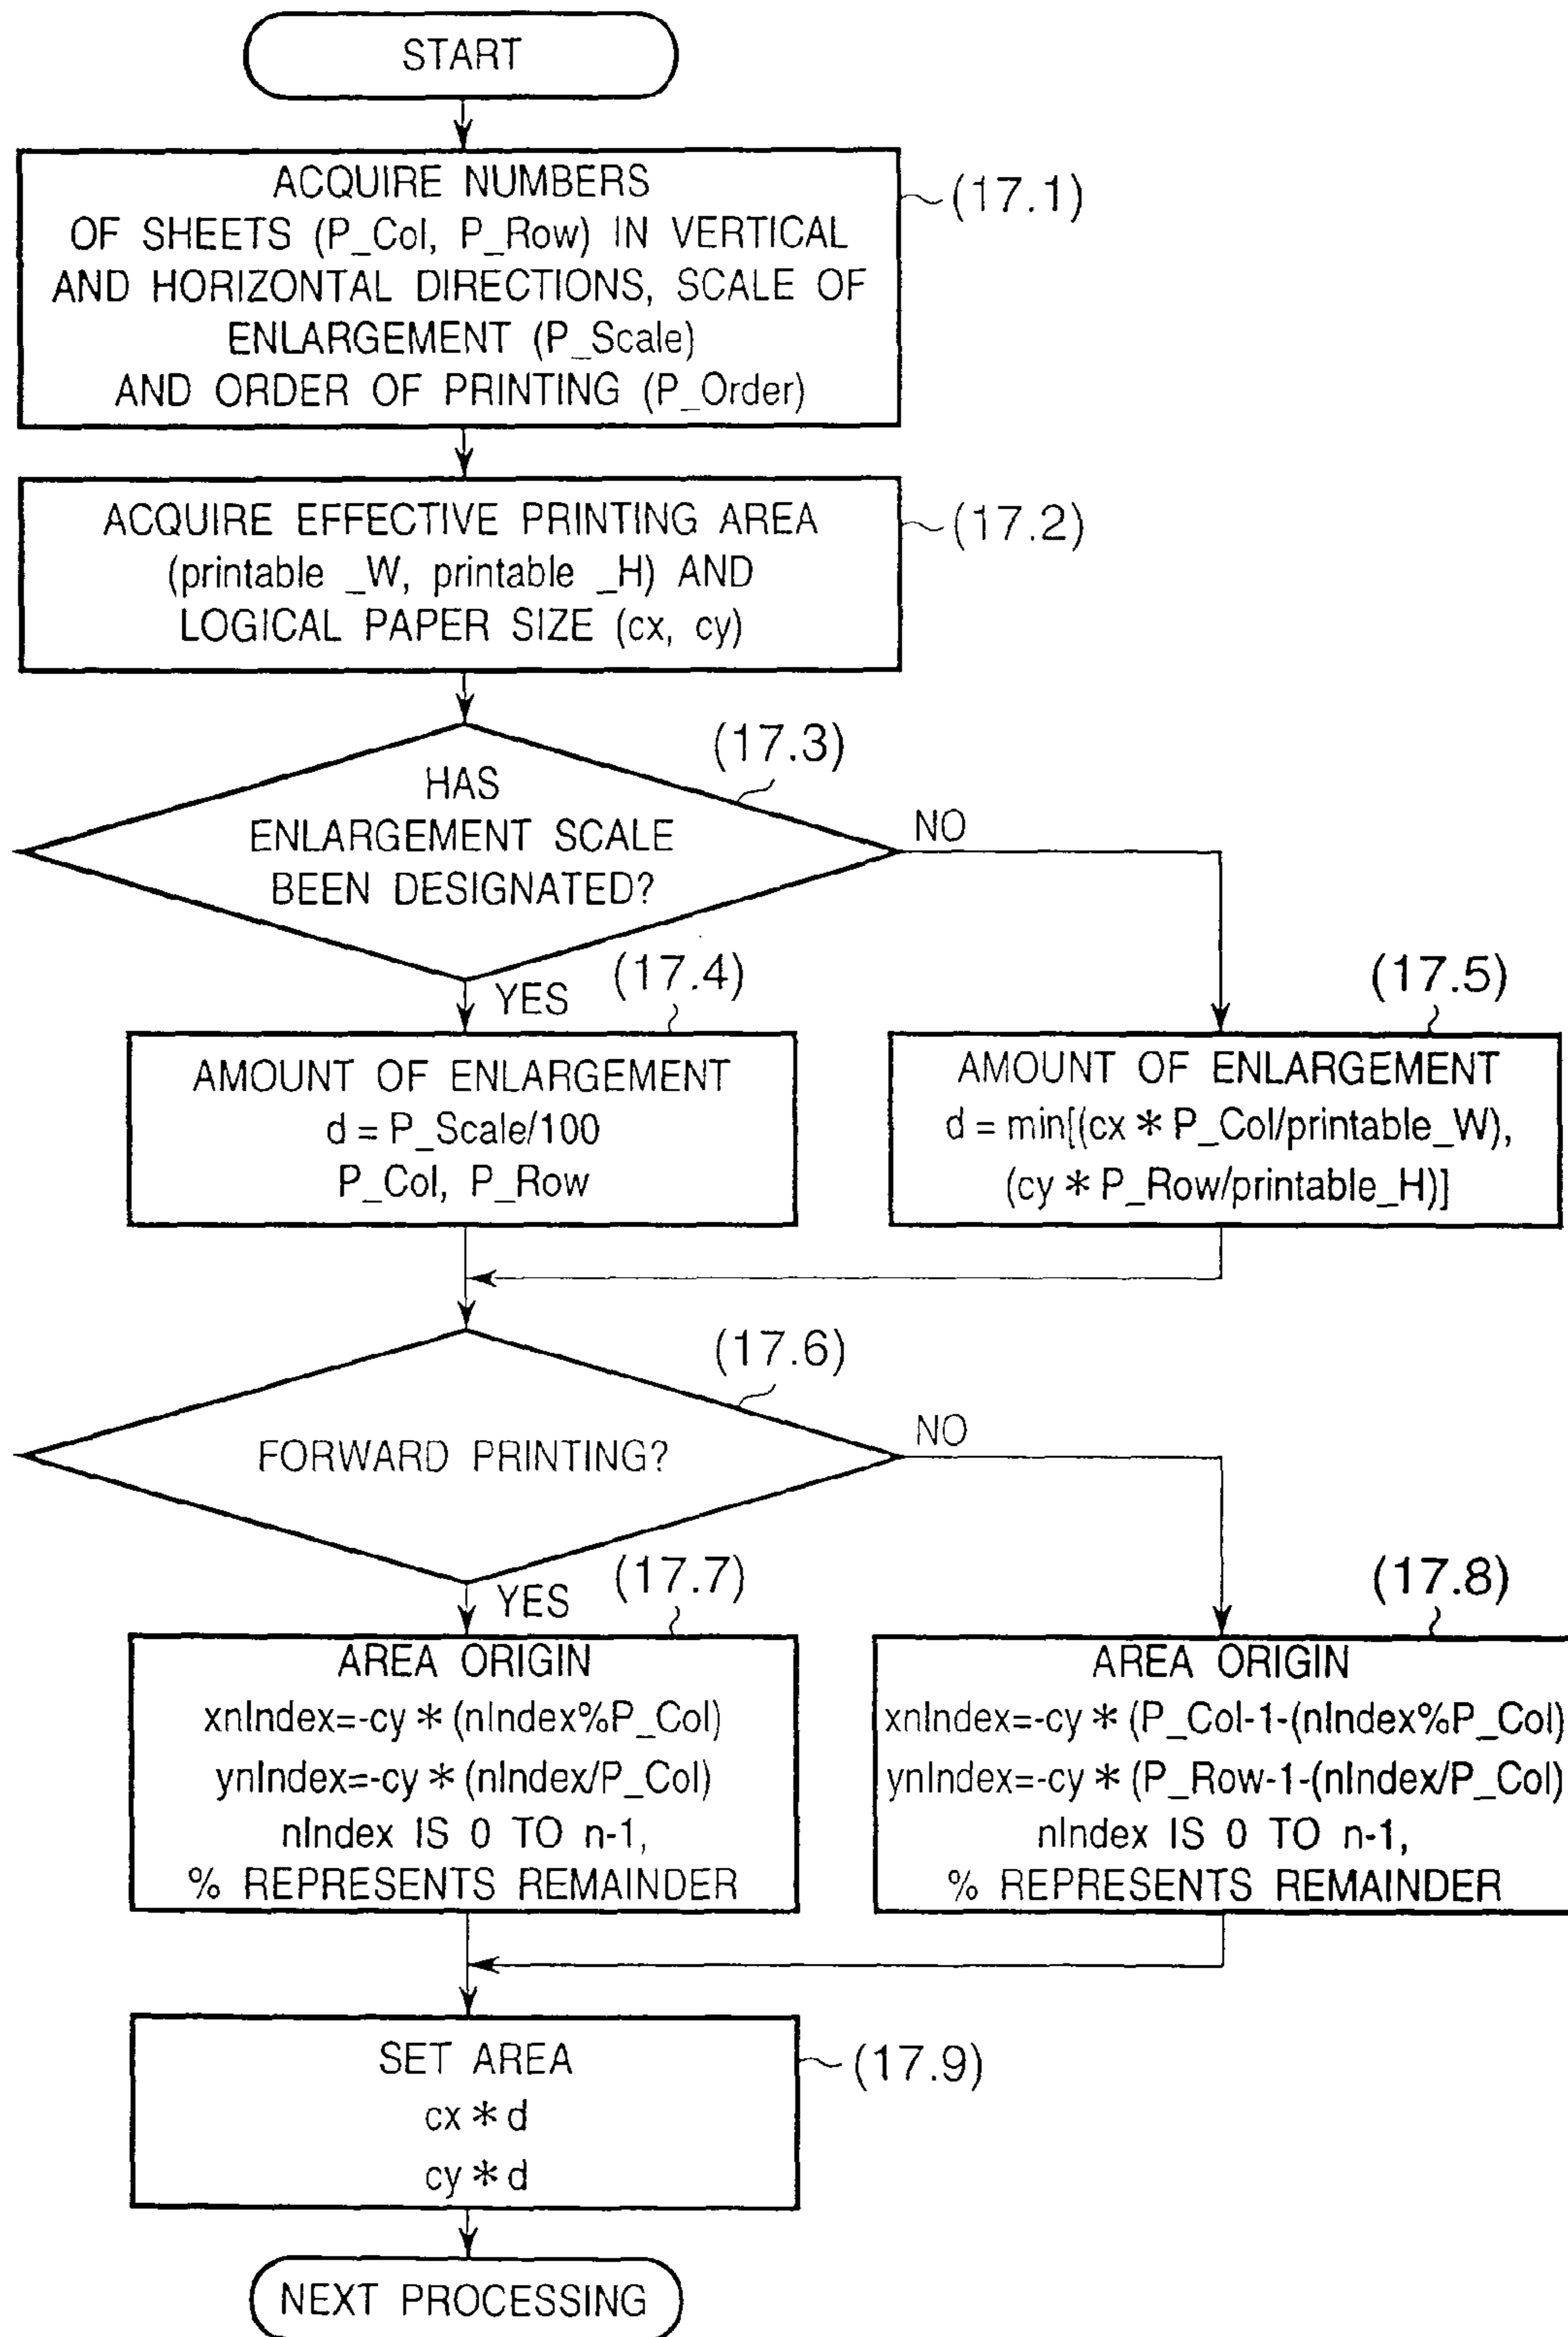 START
ACQUIRE NUMBERS
OF SHEETS (P_Col, P_Row) IN VERTICAL
AND HORIZONTAL DIRECTIONS, SCALE OF
ENLARGEMENT (P_Scale)
AND ORDER OF PRINTING (P_Order)
(17.1)
ACQUIRE EFFECTIVE PRINTING AREA
(printable _W, printable _H) AND
LOGICAL PAPER SIZE (cx, cy)
(17.2)
(17.3)
HAS
ENLARGEMENT SCALE
BEEN DESIGNATED?
NO
YES
(17.4)
AMOUNT OF ENLARGEMENT
d = P_Scale/100
P_Col, P_Row
(17.5)
AMOUNT OF ENLARGEMENT
d = min[(cx * P_Col/printable_W),
(cy * P_Row/printable_H)]
(17.6)
FORWARD PRINTING?
NO
YES
(17.7)
AREA ORIGIN
xnIndex=-cy * (nIndex%P_Col)
ynIndex=-cy * (nIndex/P_Col)
nIndex IS 0 TO n-1,
% REPRESENTS REMAINDER
(17.8)
AREA ORIGIN
xnIndex=-cy * (P_Col-1-(nIndex%P_Col)
ynIndex=-cy * (P_Row-1-(nIndex/P_Col)
nIndex IS 0 TO n-1,
% REPRESENTS REMAINDER
SET AREA
cx * d
cy * d
(17.9)
NEXT PROCESSING